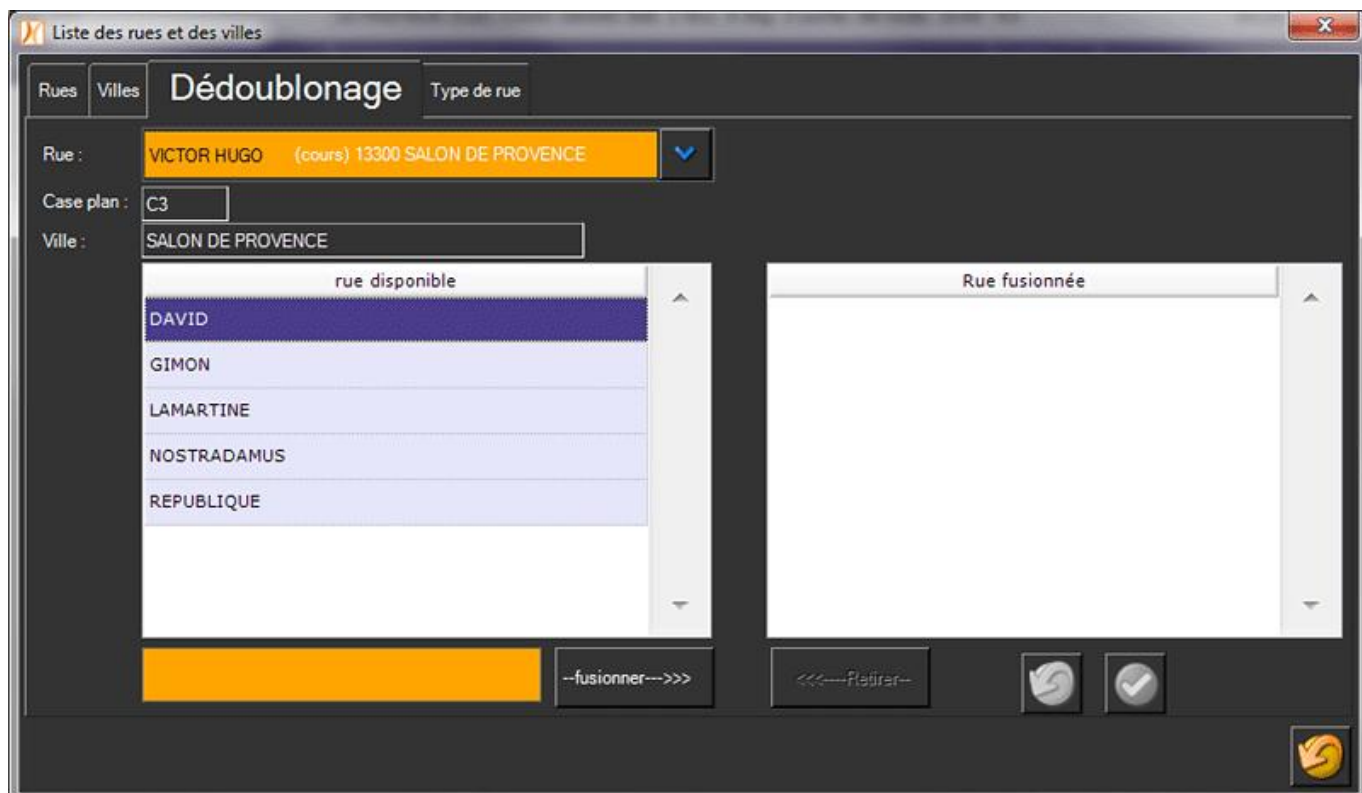 Liste des rues et des villes
Rues Villes Dédoublonage Type de rue
Rue : VICTOR HUGO (cours) 13300 SALON DE PROVENCE
Case plan : C3
Ville : SALON DE PROVENCE
rue disponible Rue fusionnée
DAVID
GIMON
LAMARTINE
NOSTRADAMUS
REPUBLIQUE
--fusionner--->>> <<<----Retirer--